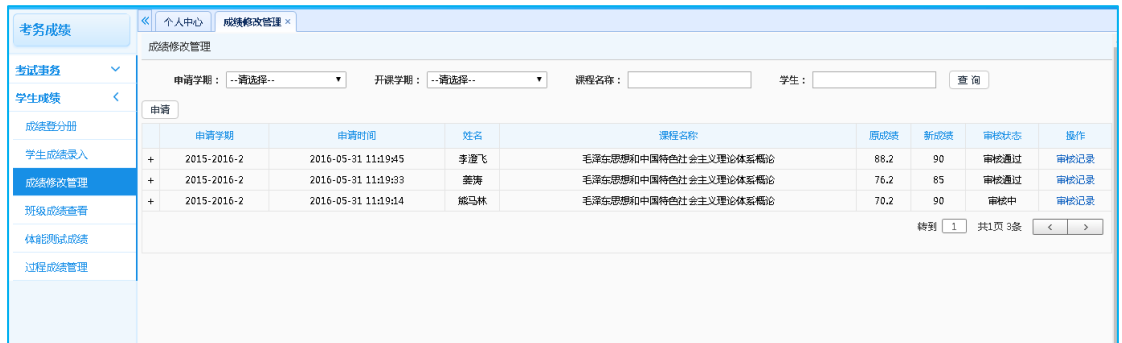 考务成绩
个人中心 成绩修改管理 ×
成绩修改管理
考试事务
学生成绩
成绩登分册
学生成绩录入
成绩修改管理
班级成绩查看
体能测试成绩
过程成绩管理
申请学期： --请选择-- 开课学期： --请选择-- 课程名称： 学生： 查 询
申请
申请学期 申请时间 姓名 课程名称 原成绩 新成绩 审核状态 操作
+ 2015-2016-2 2016-05-31 11:19:45 李澄飞 毛泽东思想和中国特色社会主义理论体系概论 88.2 90 审核通过 审核记录
+ 2015-2016-2 2016-05-31 11:19:33 姜涛 毛泽东思想和中国特色社会主义理论体系概论 76.2 85 审核通过 审核记录
+ 2015-2016-2 2016-05-31 11:19:14 熊马林 毛泽东思想和中国特色社会主义理论体系概论 70.2 90 审核中 审核记录
转到 1 共1页 3条 < >